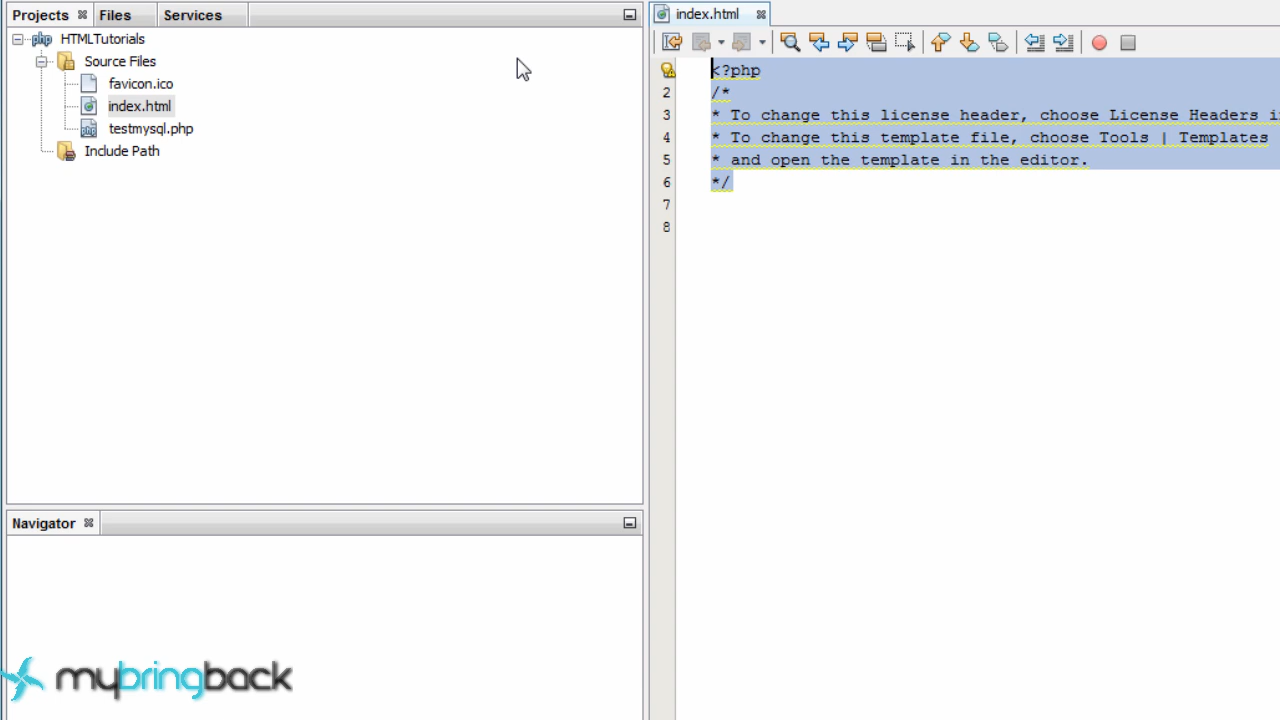 Projects
Files
Services
HTMLTutorials
Source Files
favicon.ico
index.html
php testmysql.php
Include Path
Navigator
mybringback
index.html
<?php
2 /*
3 * To change this license header, choose License Headers i
4 * To change this template file, choose Tools | Templates
5 * and open the template in the editor.
6 */
7
8